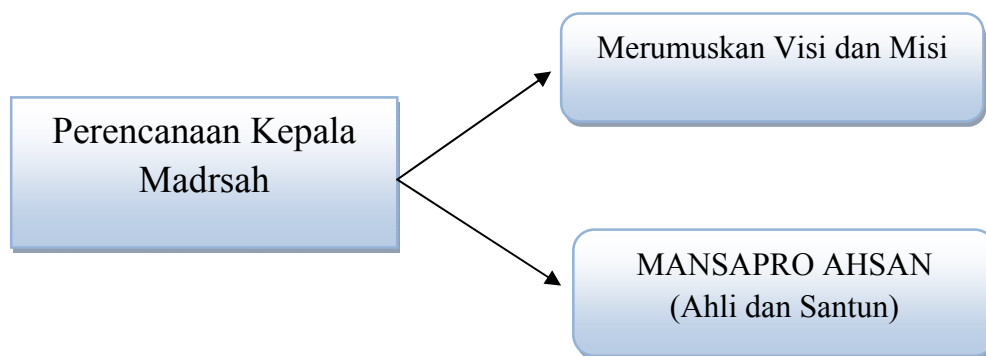 Merumuskan Visi dan Misi
Perencanaan Kepala
Madrsah
MANSAPRO AHSAN
(Ahli dan Santun)